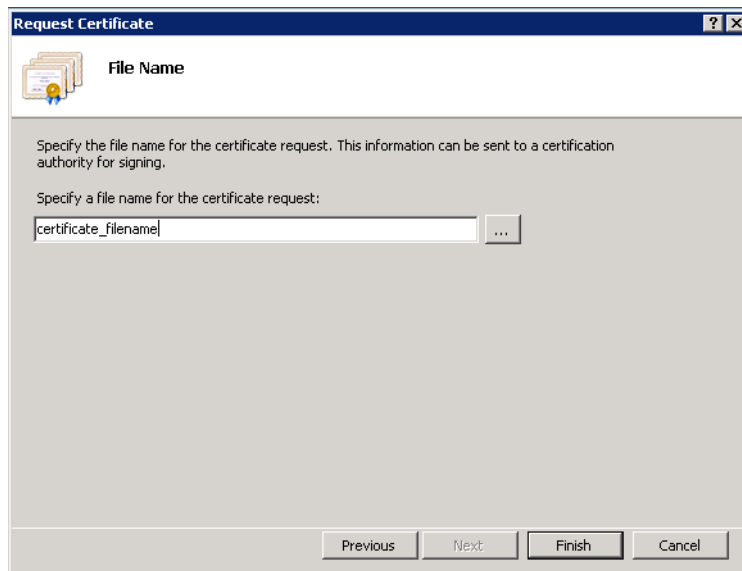 Request Certificate
File Name
Specify the file name for the certificate request. This information can be sent to a certification
authority for signing.
Specify a file name for the certificate request:
certificate_filename
...
Previous Next Finish Cancel